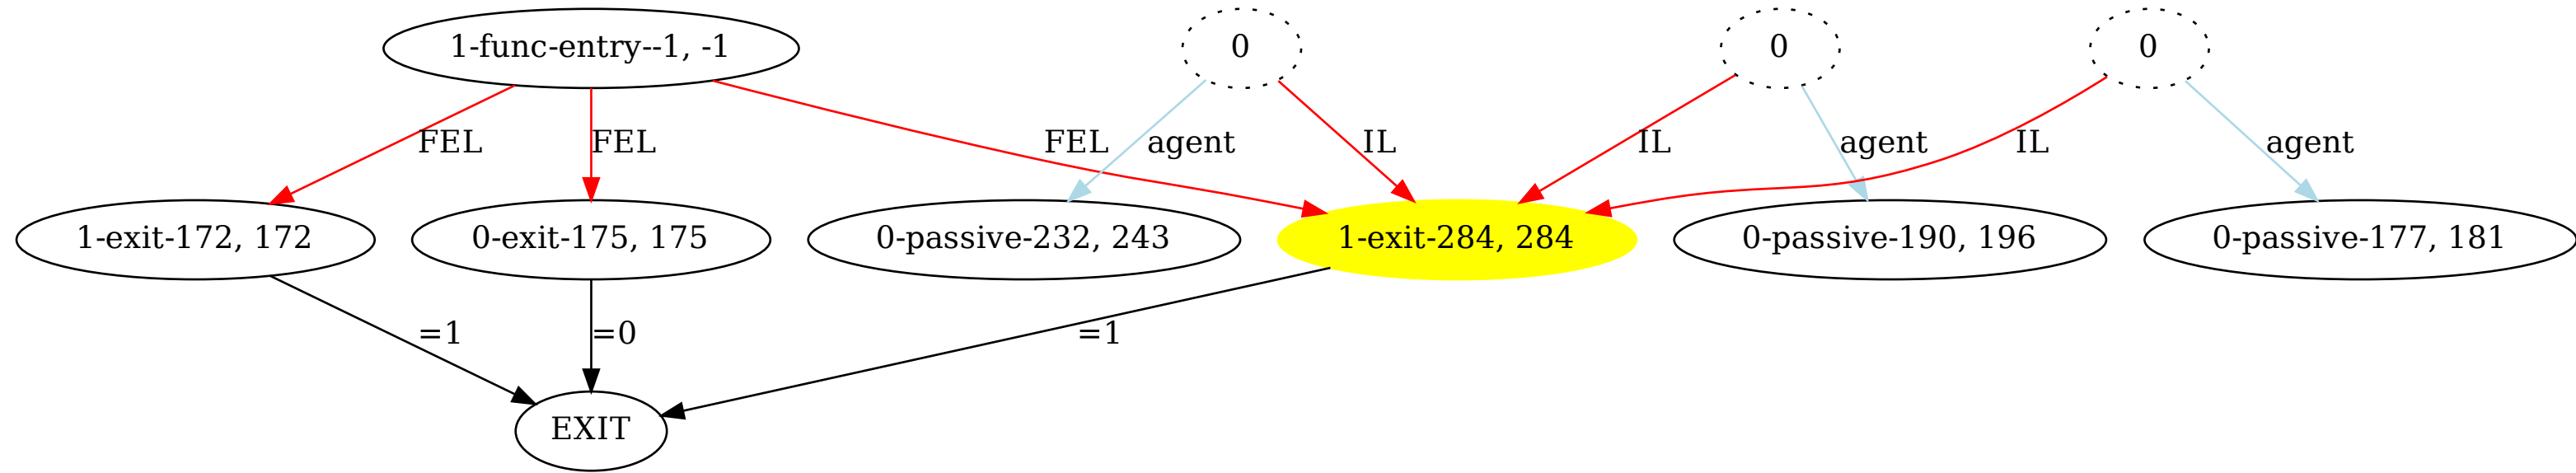 1-func-entry--1, -1
0
0
0
FEL
FEL
FEL
agent
IL
IL
agent
IL
agent
1-exit-172, 172
0-exit-175, 175
0-passive-232, 243
1-exit-284, 284
0-passive-190, 196
0-passive-177, 181
=1
=0
=1
EXIT